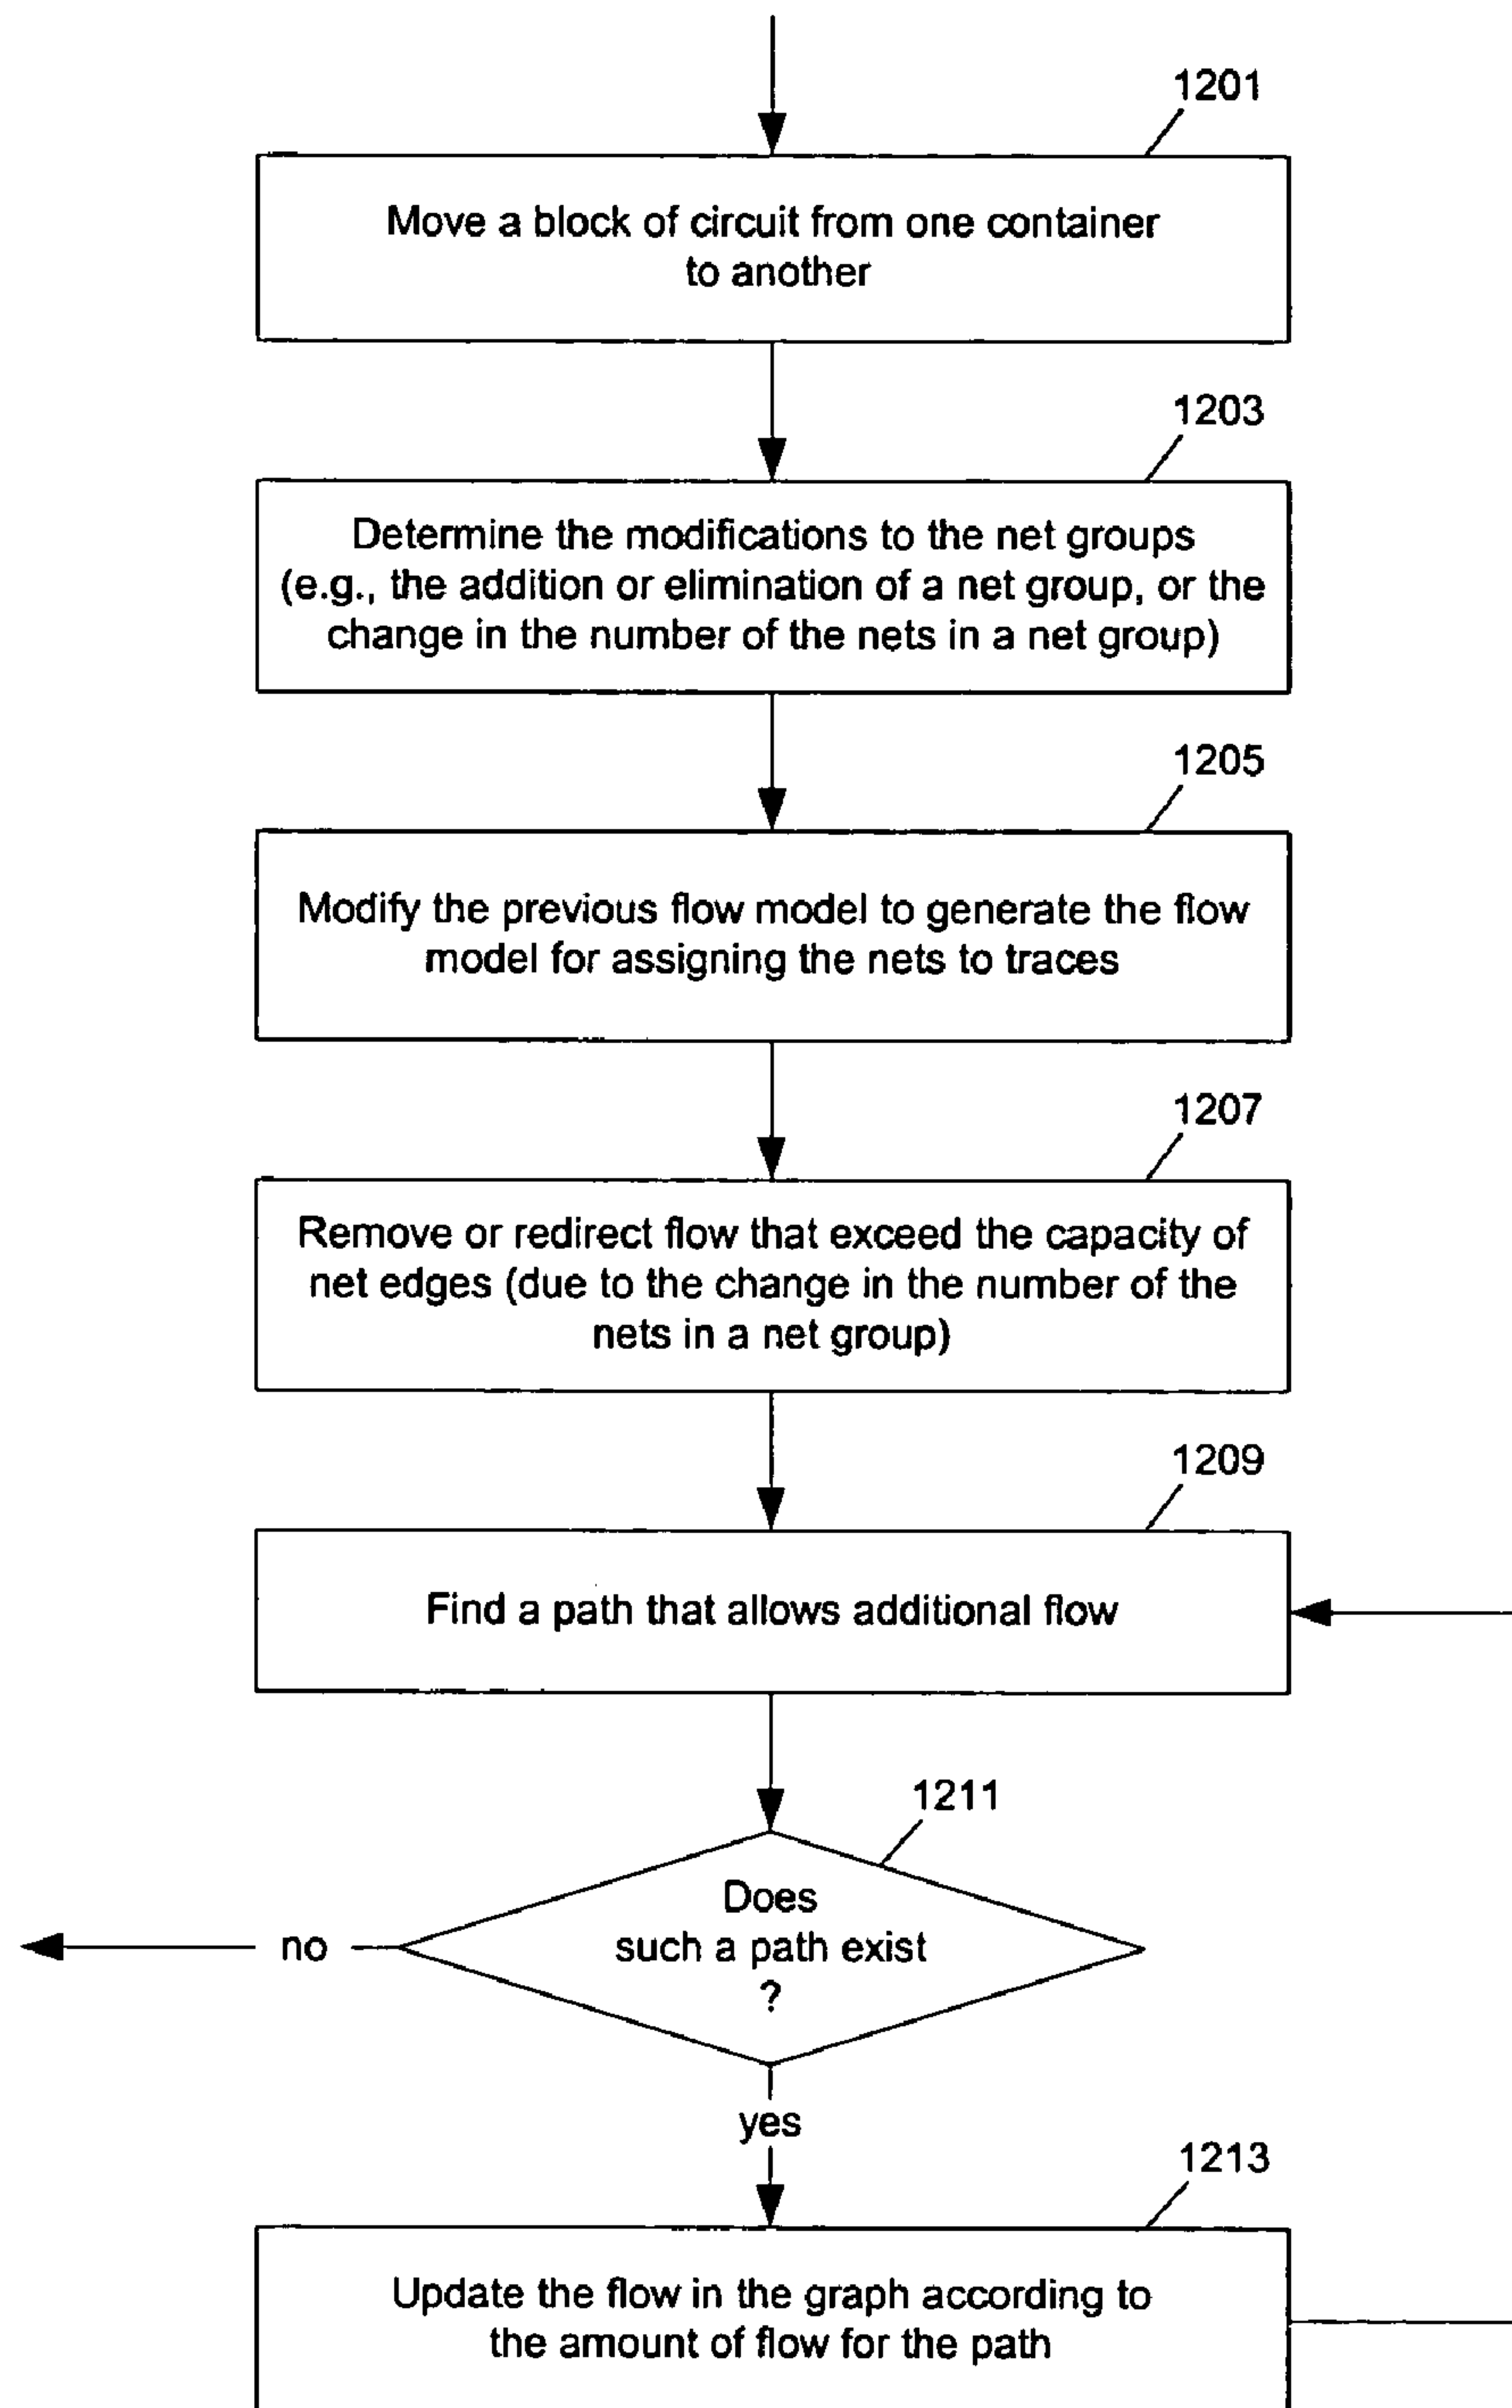 1201
Move a block of circuit from one container
to another
1203
Determine the modifications to the net groups
(e.g., the addition or elimination of a net group, or the
change in the number of the nets in a net group)
1205
Modify the previous flow model to generate the flow
model for assigning the nets to traces
1207
Remove or redirect flow that exceed the capacity of
net edges (due to the change in the number of the
nets in a net group)
1209
Find a path that allows additional flow
1211
Does
such a path exist
?
no
yes
1213
Update the flow in the graph according to
the amount of flow for the path